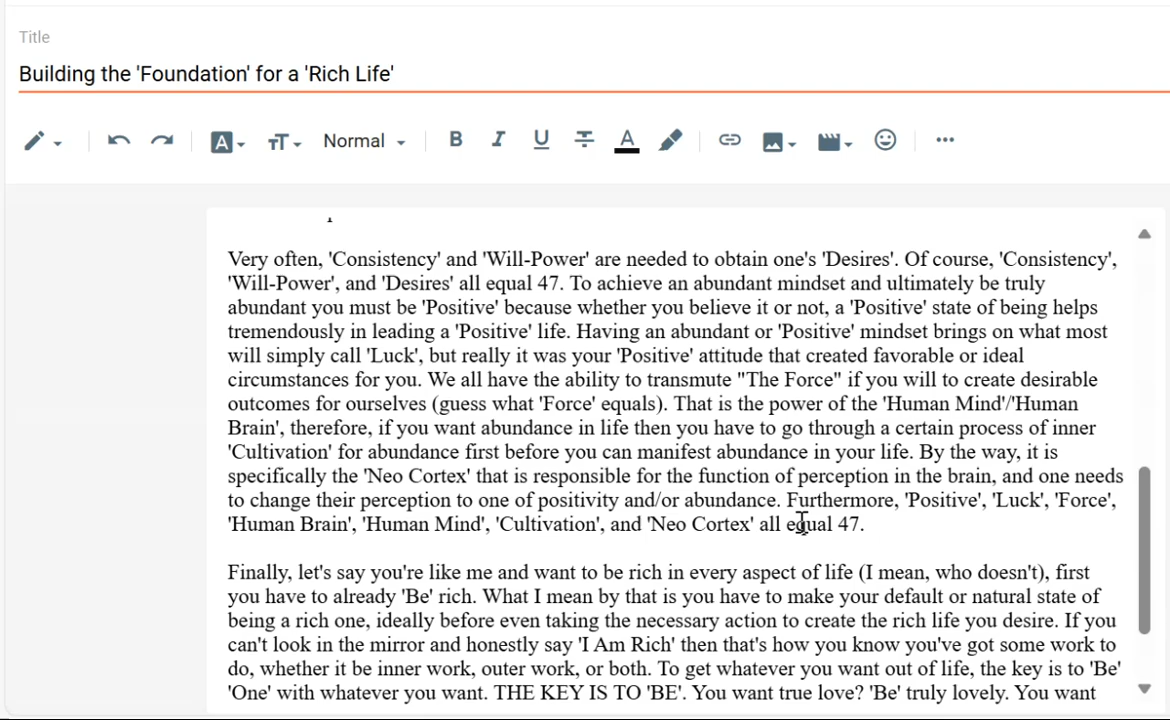 Title
Building the 'Foundation' for a 'Rich Life'
Normal
Very often, 'Consistency' and 'Will-Power' are needed to obtain one's 'Desires'. Of course, 'Consistency',
'Will-Power', and 'Desires' all equal 47. To achieve an abundant mindset and ultimately be truly
abundant you must be 'Positive' because whether you believe it or not, a 'Positive' state of being helps
tremendously in leading a 'Positive' life. Having an abundant or 'Positive' mindset brings on what most
will simply call 'Luck', but really it was your 'Positive' attitude that created favorable or ideal
circumstances for you. We all have the ability to transmute "The Force" if you will to create desirable
outcomes for ourselves (guess what 'Force' equals). That is the power of the 'Human Mind'/'Human
Brain', therefore, if you want abundance in life then you have to go through a certain process of inner
'Cultivation' for abundance first before you can manifest abundance in your life. By the way, it is
specifically the 'Neo Cortex' that is responsible for the function of perception in the brain, and one needs
to change their perception to one of positivity and/or abundance. Furthermore, 'Positive', 'Luck', 'Force',
'Human Brain', 'Human Mind', 'Cultivation', and 'Neo Cortex' all equal 47.
Finally, let's say you're like me and want to be rich in every aspect of life (I mean, who doesn't), first
you have to already 'Be' rich. What I mean by that is you have to make your default or natural state of
being a rich one, ideally before even taking the necessary action to create the rich life you desire. If you
can't look in the mirror and honestly say 'I Am Rich' then that's how you know you've got some work to
do, whether it be inner work, outer work, or both. To get whatever you want out of life, the key is to 'Be'
'One' with whatever you want. THE KEY IS TO 'BE'. You want true love? 'Be' truly lovely. You want